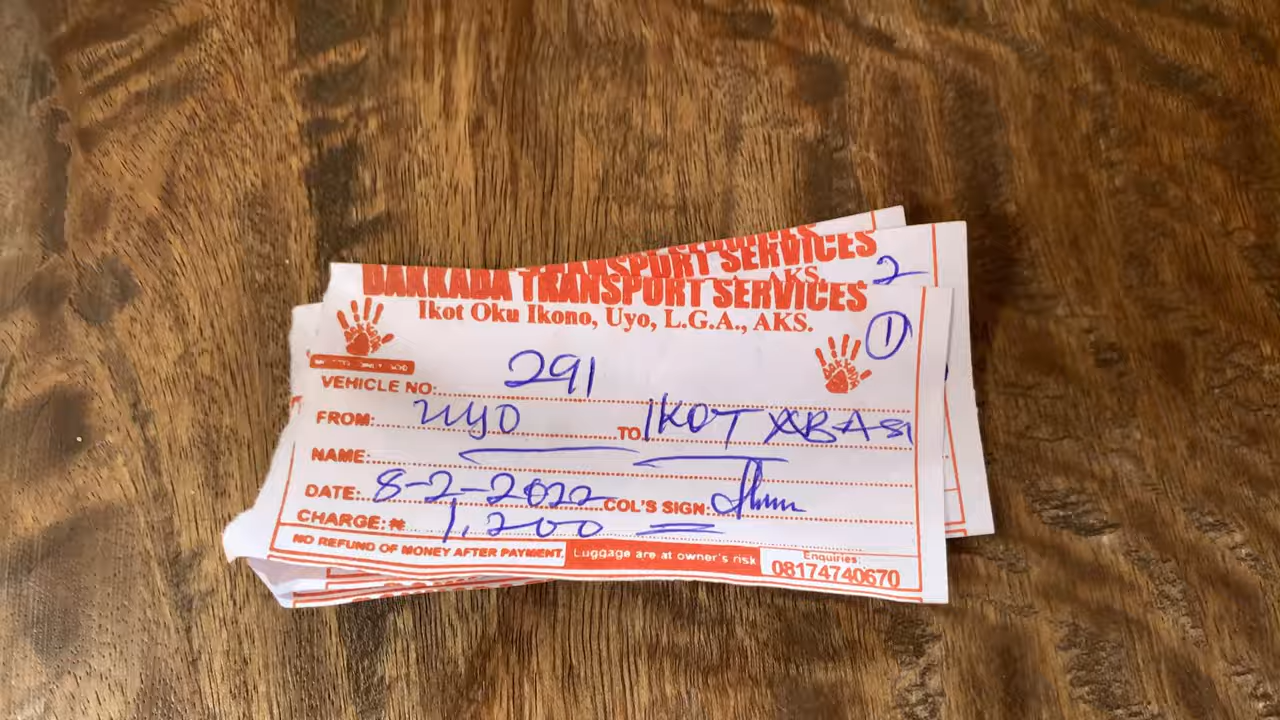 TRANSPORT SERVICES
AKS.
2
DAKKADA TRANSPORT SERVICES
Ikot Oku Ikono, Uyo, L.G.A., AKS.
1
VEHICLE NO: 291
FROM: UYO TO IKOT ABASI
NAME:
DATE: 8-2-2022 COL'S SIGN:
CHARGE: ₦ 1,200
NO REFUND OF MONEY AFTER PAYMENT. Luggage are at owner's risk Enquiries:
08174740670